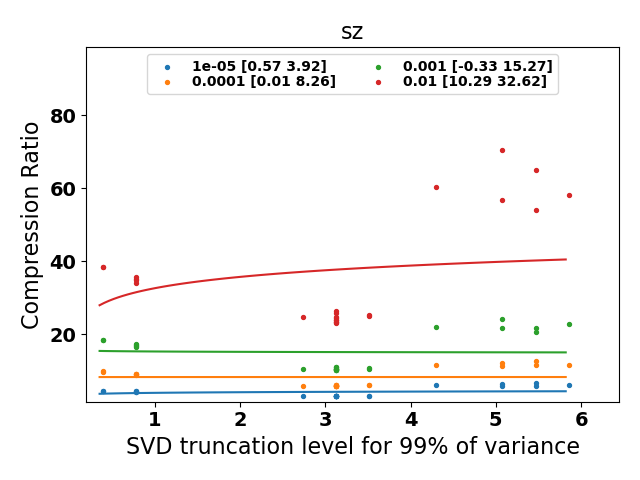 sz
1e-05 [0.57 3.92]
0.0001 [0.01 8.26]
0.001 [-0.33 15.27]
0.01 [10.29 32.62]
80
60
40
20
Compression Ratio
1 2 3 4 5 6
SVD truncation level for 99% of variance